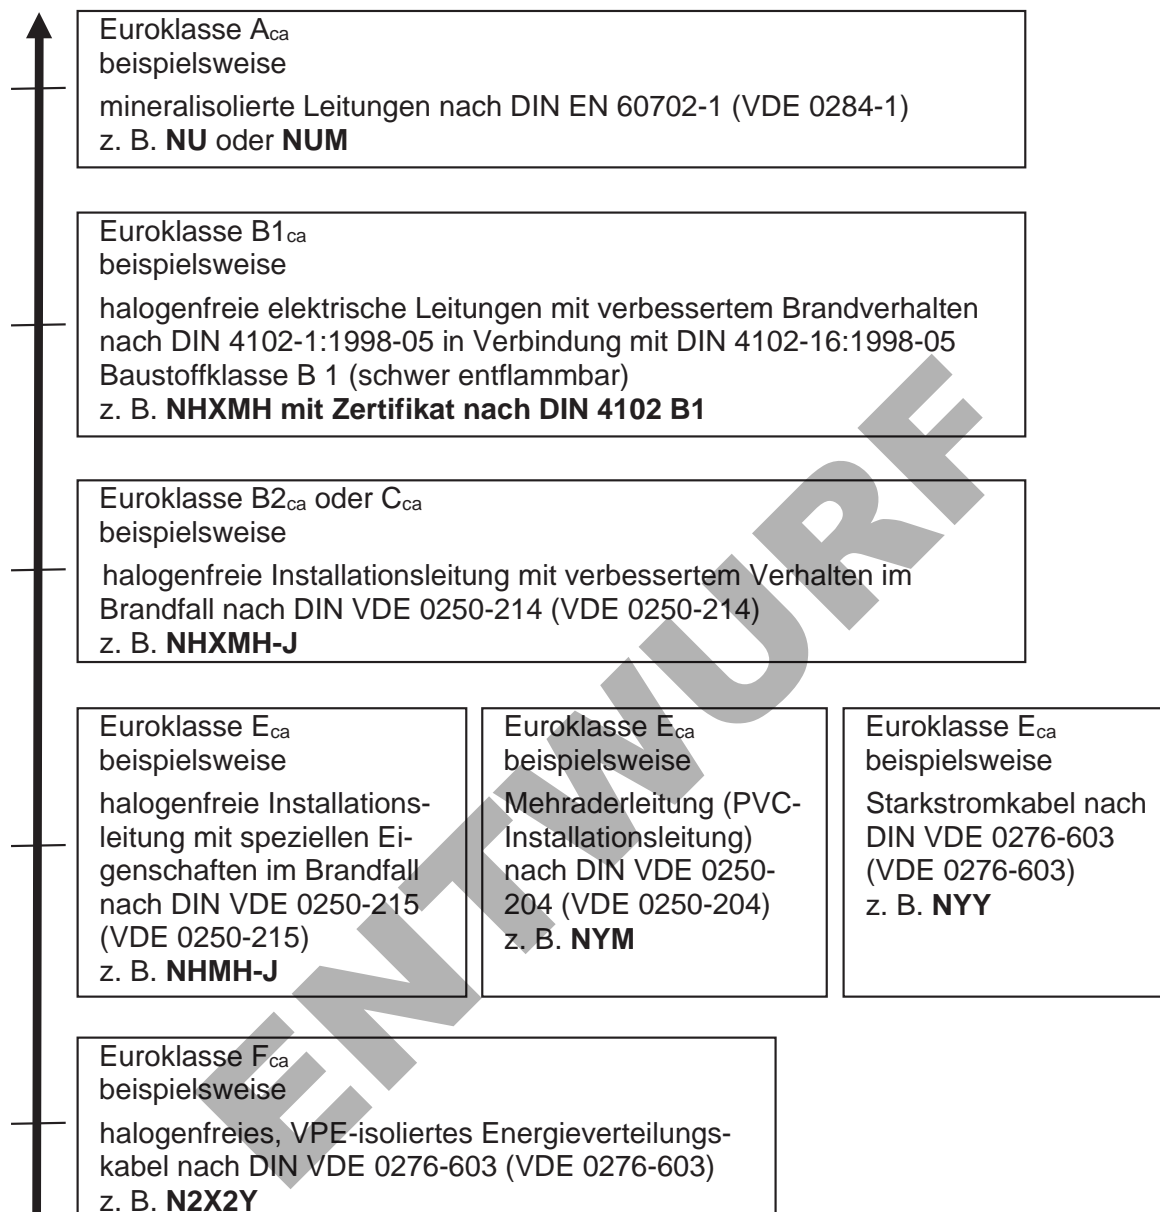 Euroklasse Aca
beispielsweise
mineralisolierte Leitungen nach DIN EN 60702-1 (VDE 0284-1)
z. B. NU oder NUM
Euroklasse B1ca
beispielsweise
halogenfreie elektrische Leitungen mit verbessertem Brandverhalten
nach DIN 4102-1:1998-05 in Verbindung mit DIN 4102-16:1998-05
Baustoffklasse B 1 (schwer entflammbar)
z. B. NHXMH mit Zertifikat nach DIN 4102 B1
Euroklasse B2ca oder Cca
beispielsweise
halogenfreie Installationsleitung mit verbessertem Verhalten im
Brandfall nach DIN VDE 0250-214 (VDE 0250-214)
z. B. NHXMH-J
Euroklasse Eca
beispielsweise
halogenfreie Installations-
leitung mit speziellen Ei-
genschaften im Brandfall
nach DIN VDE 0250-215
(VDE 0250-215)
z. B. NHMH-J
Euroklasse Eca
beispielsweise
Mehraderleitung (PVC-
Installationsleitung)
nach DIN VDE 0250-
204 (VDE 0250-204)
z. B. NYM
Euroklasse Eca
beispielsweise
Starkstromkabel nach
DIN VDE 0276-603
(VDE 0276-603)
z. B. NYY
Euroklasse Fca
beispielsweise
halogenfreies, VPE-isoliertes Energieverteilungs-
kabel nach DIN VDE 0276-603 (VDE 0276-603)
z. B. N2X2Y
ENTWURF